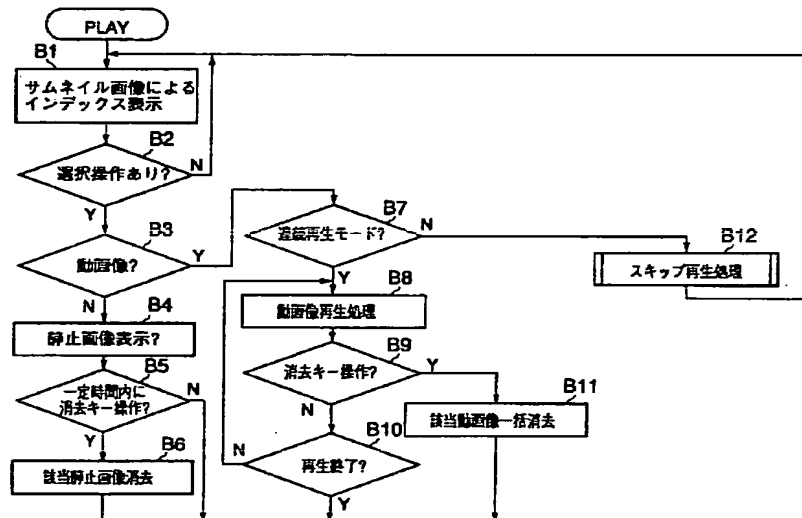 PLAY
B1
サムネイル画像による
インデックス表示
B2
選択操作あり?
N
Y
B3
動画像?
Y
N
B4
静止画像表示?
B5
一定時間内に
消去キー操作?
N
Y
B6
該当静止画像消去
B7
連続再生モード?
N
Y
B8
動画像再生処理
B9
消去キー操作?
Y
N
B10
再生終了?
N
Y
B11
該当動画像一括消去
B12
スキップ再生処理